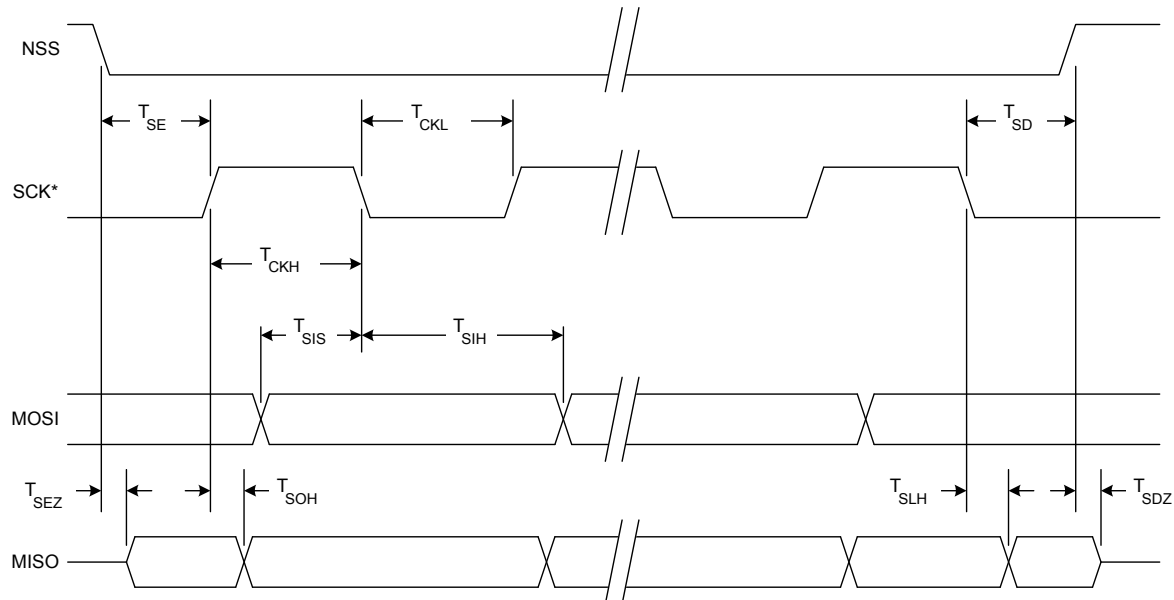 NSS
T_SE
T_CKL
T_SD
SCK*
T_CKH
T_SIS
T_SIH
MOSI
T_SEZ
T_SOH
T_SLH
T_SDZ
MISO